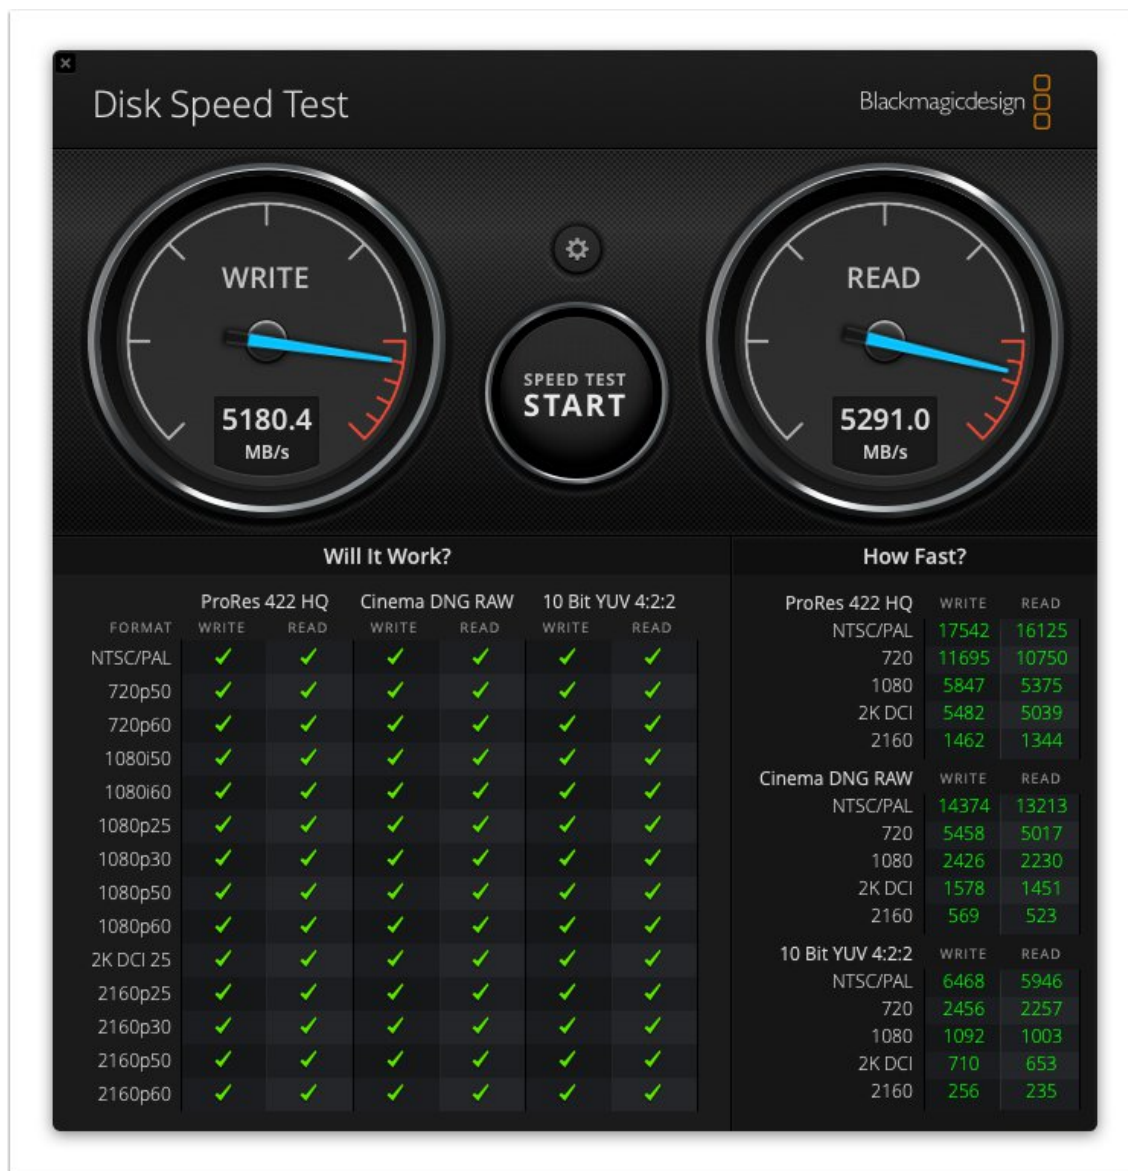 Disk Speed Test
Blackmagicdesign
WRITE
5180.4
MB/s
SPEED TEST
START
READ
5291.0
MB/s
Will It Work?
ProRes 422 HQ Cinema DNG RAW 10 Bit YUV 4:2:2
FORMAT WRITE READ WRITE READ WRITE READ
NTSC/PAL ✓ ✓ ✓ ✓ ✓ ✓
720p50 ✓ ✓ ✓ ✓ ✓ ✓
720p60 ✓ ✓ ✓ ✓ ✓ ✓
1080i50 ✓ ✓ ✓ ✓ ✓ ✓
1080i60 ✓ ✓ ✓ ✓ ✓ ✓
1080p25 ✓ ✓ ✓ ✓ ✓ ✓
1080p30 ✓ ✓ ✓ ✓ ✓ ✓
1080p50 ✓ ✓ ✓ ✓ ✓ ✓
1080p60 ✓ ✓ ✓ ✓ ✓ ✓
2K DCI 25 ✓ ✓ ✓ ✓ ✓ ✓
2160p25 ✓ ✓ ✓ ✓ ✓ ✓
2160p30 ✓ ✓ ✓ ✓ ✓ ✓
2160p50 ✓ ✓ ✓ ✓ ✓ ✓
2160p60 ✓ ✓ ✓ ✓ ✓ ✓
How Fast?
ProRes 422 HQ WRITE READ
NTSC/PAL 17542 16125
720 11695 10750
1080 5847 5375
2K DCI 5482 5039
2160 1462 1344
Cinema DNG RAW WRITE READ
NTSC/PAL 14374 13213
720 5458 5017
1080 2426 2230
2K DCI 1578 1451
2160 569 523
10 Bit YUV 4:2:2 WRITE READ
NTSC/PAL 6468 5946
720 2456 2257
1080 1092 1003
2K DCI 710 653
2160 256 235